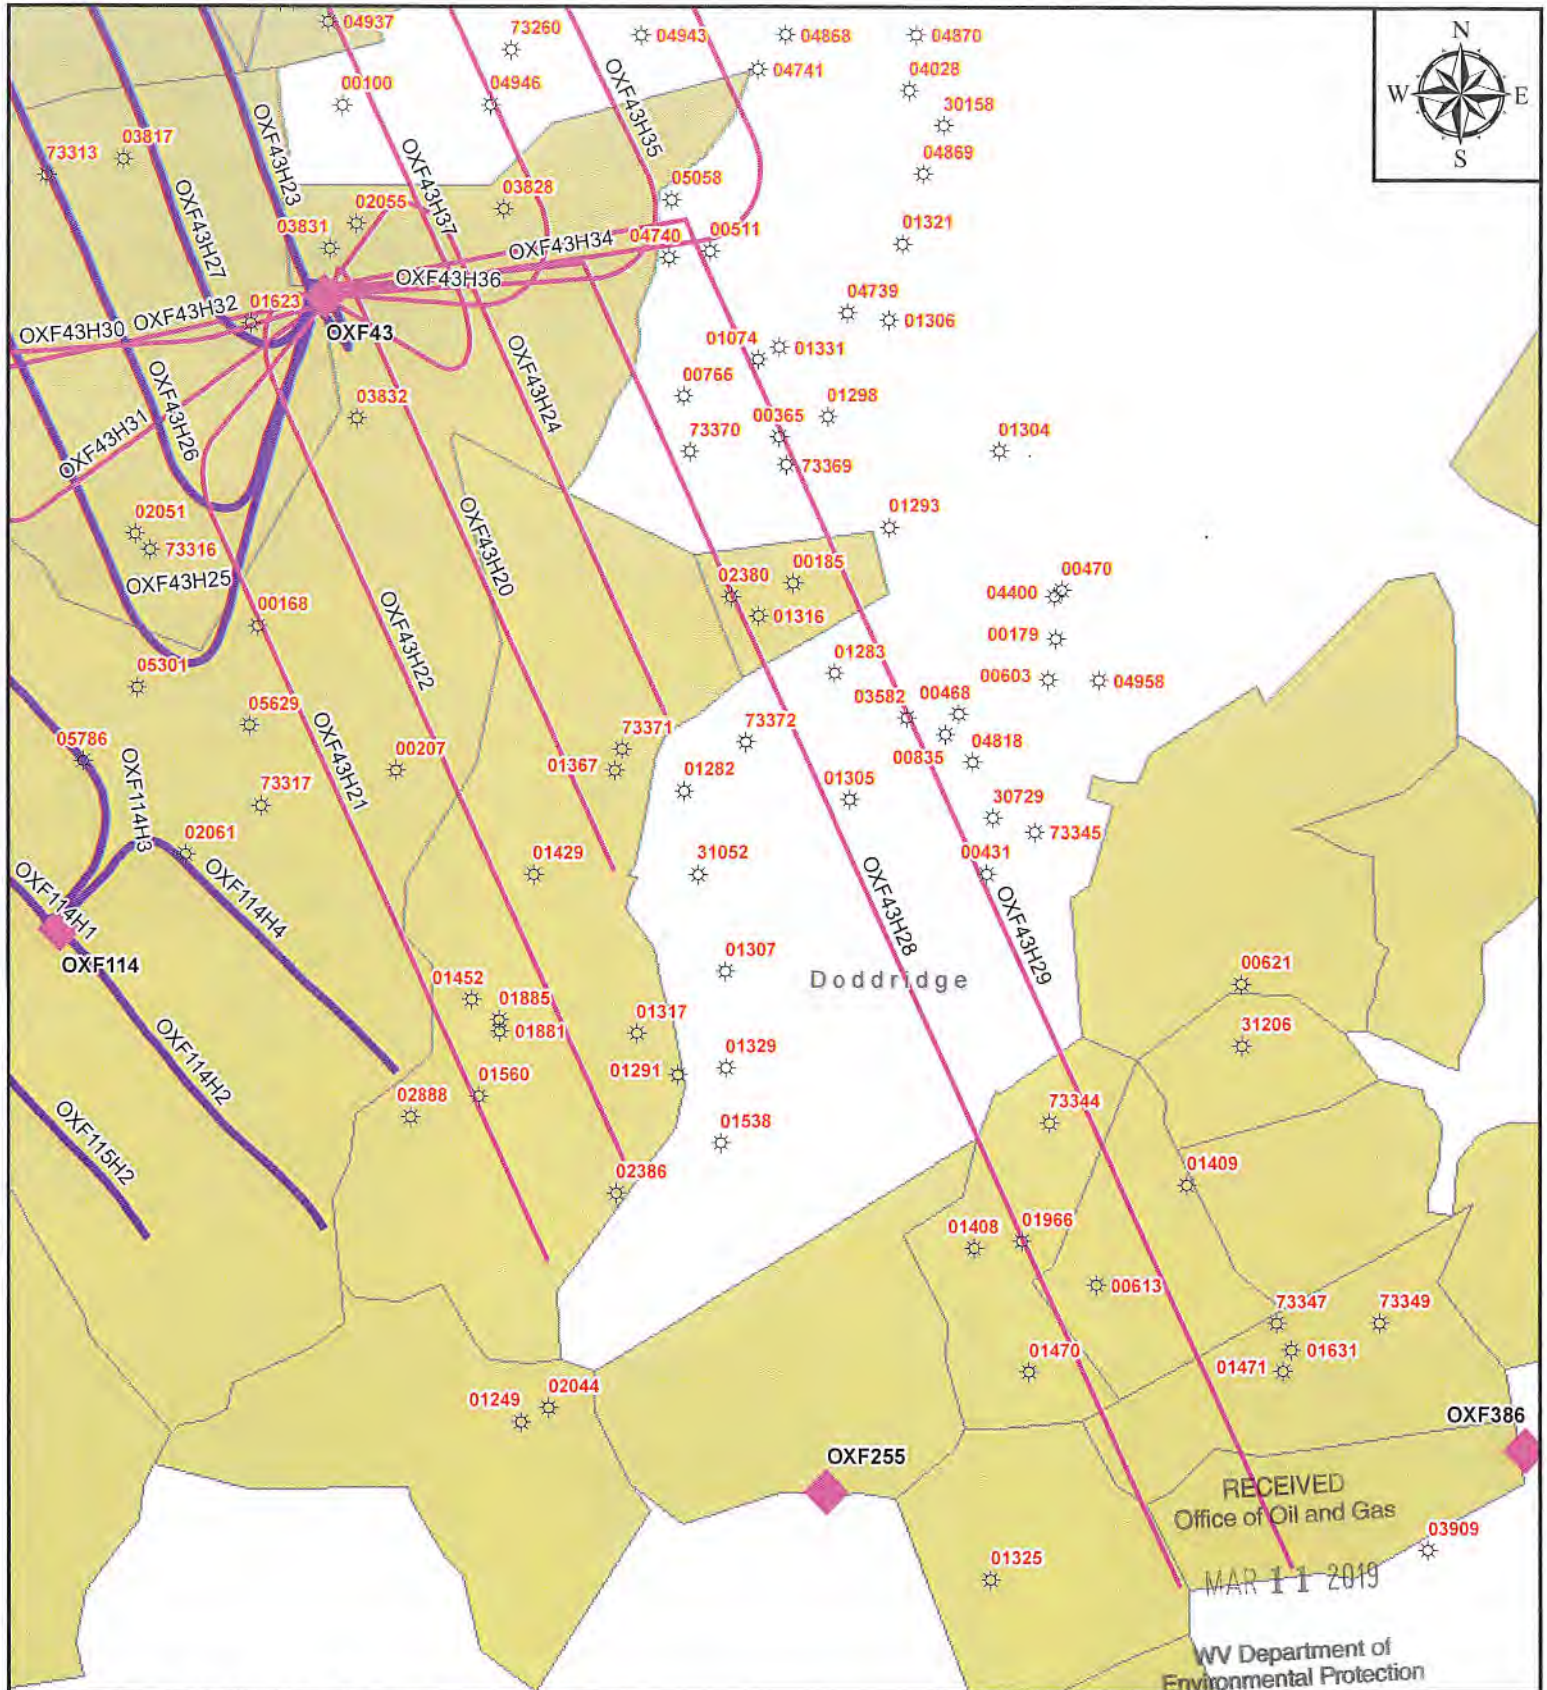 04937
73260
04943
04868
04870
N
04741
00100
04946
OXF43H35
04028
W
E
30158
S
OXF43H23
03817
73313
OXF43H37
04869
OXF43H27
02055
03828
05058
03831
04740
00511
01321
OXF43H34
OXF43H36
01623
OXF43H30
OXF43H32
OXF43
04739
01306
01074
01331
OXF43H24
OXF43H26
00766
03832
00365
01298
OXF43H31
73370
01304
73369
02051
73316
OXF43H20
01293
OXF43H25
02380
00185
00470
04400
00168
01316
OXF43H22
00179
05301
01283
00603
04958
05629
03582
00468
OXF43H21
73371
73372
05786
OXF114H3
00207
01367
00835
04818
73317
01282
01305
02061
30729
73345
01429
31052
00431
OXF114H1
OXF114H4
OXF43H28
OXF43H29
OXF114
01307
Doddridge
00621
01452
01885
01881
01317
31206
OXF114H2
01329
01291
01560
02888
73344
OXF115H2
01538
01409
02386
01408
01966
00613
73347
73349
01470
01471
01631
01249
02044
OXF386
OXF255
RECEIVED
Office of Oil and Gas
03909
01325
MAR 11 2019
WV Department of
Environmental Protection